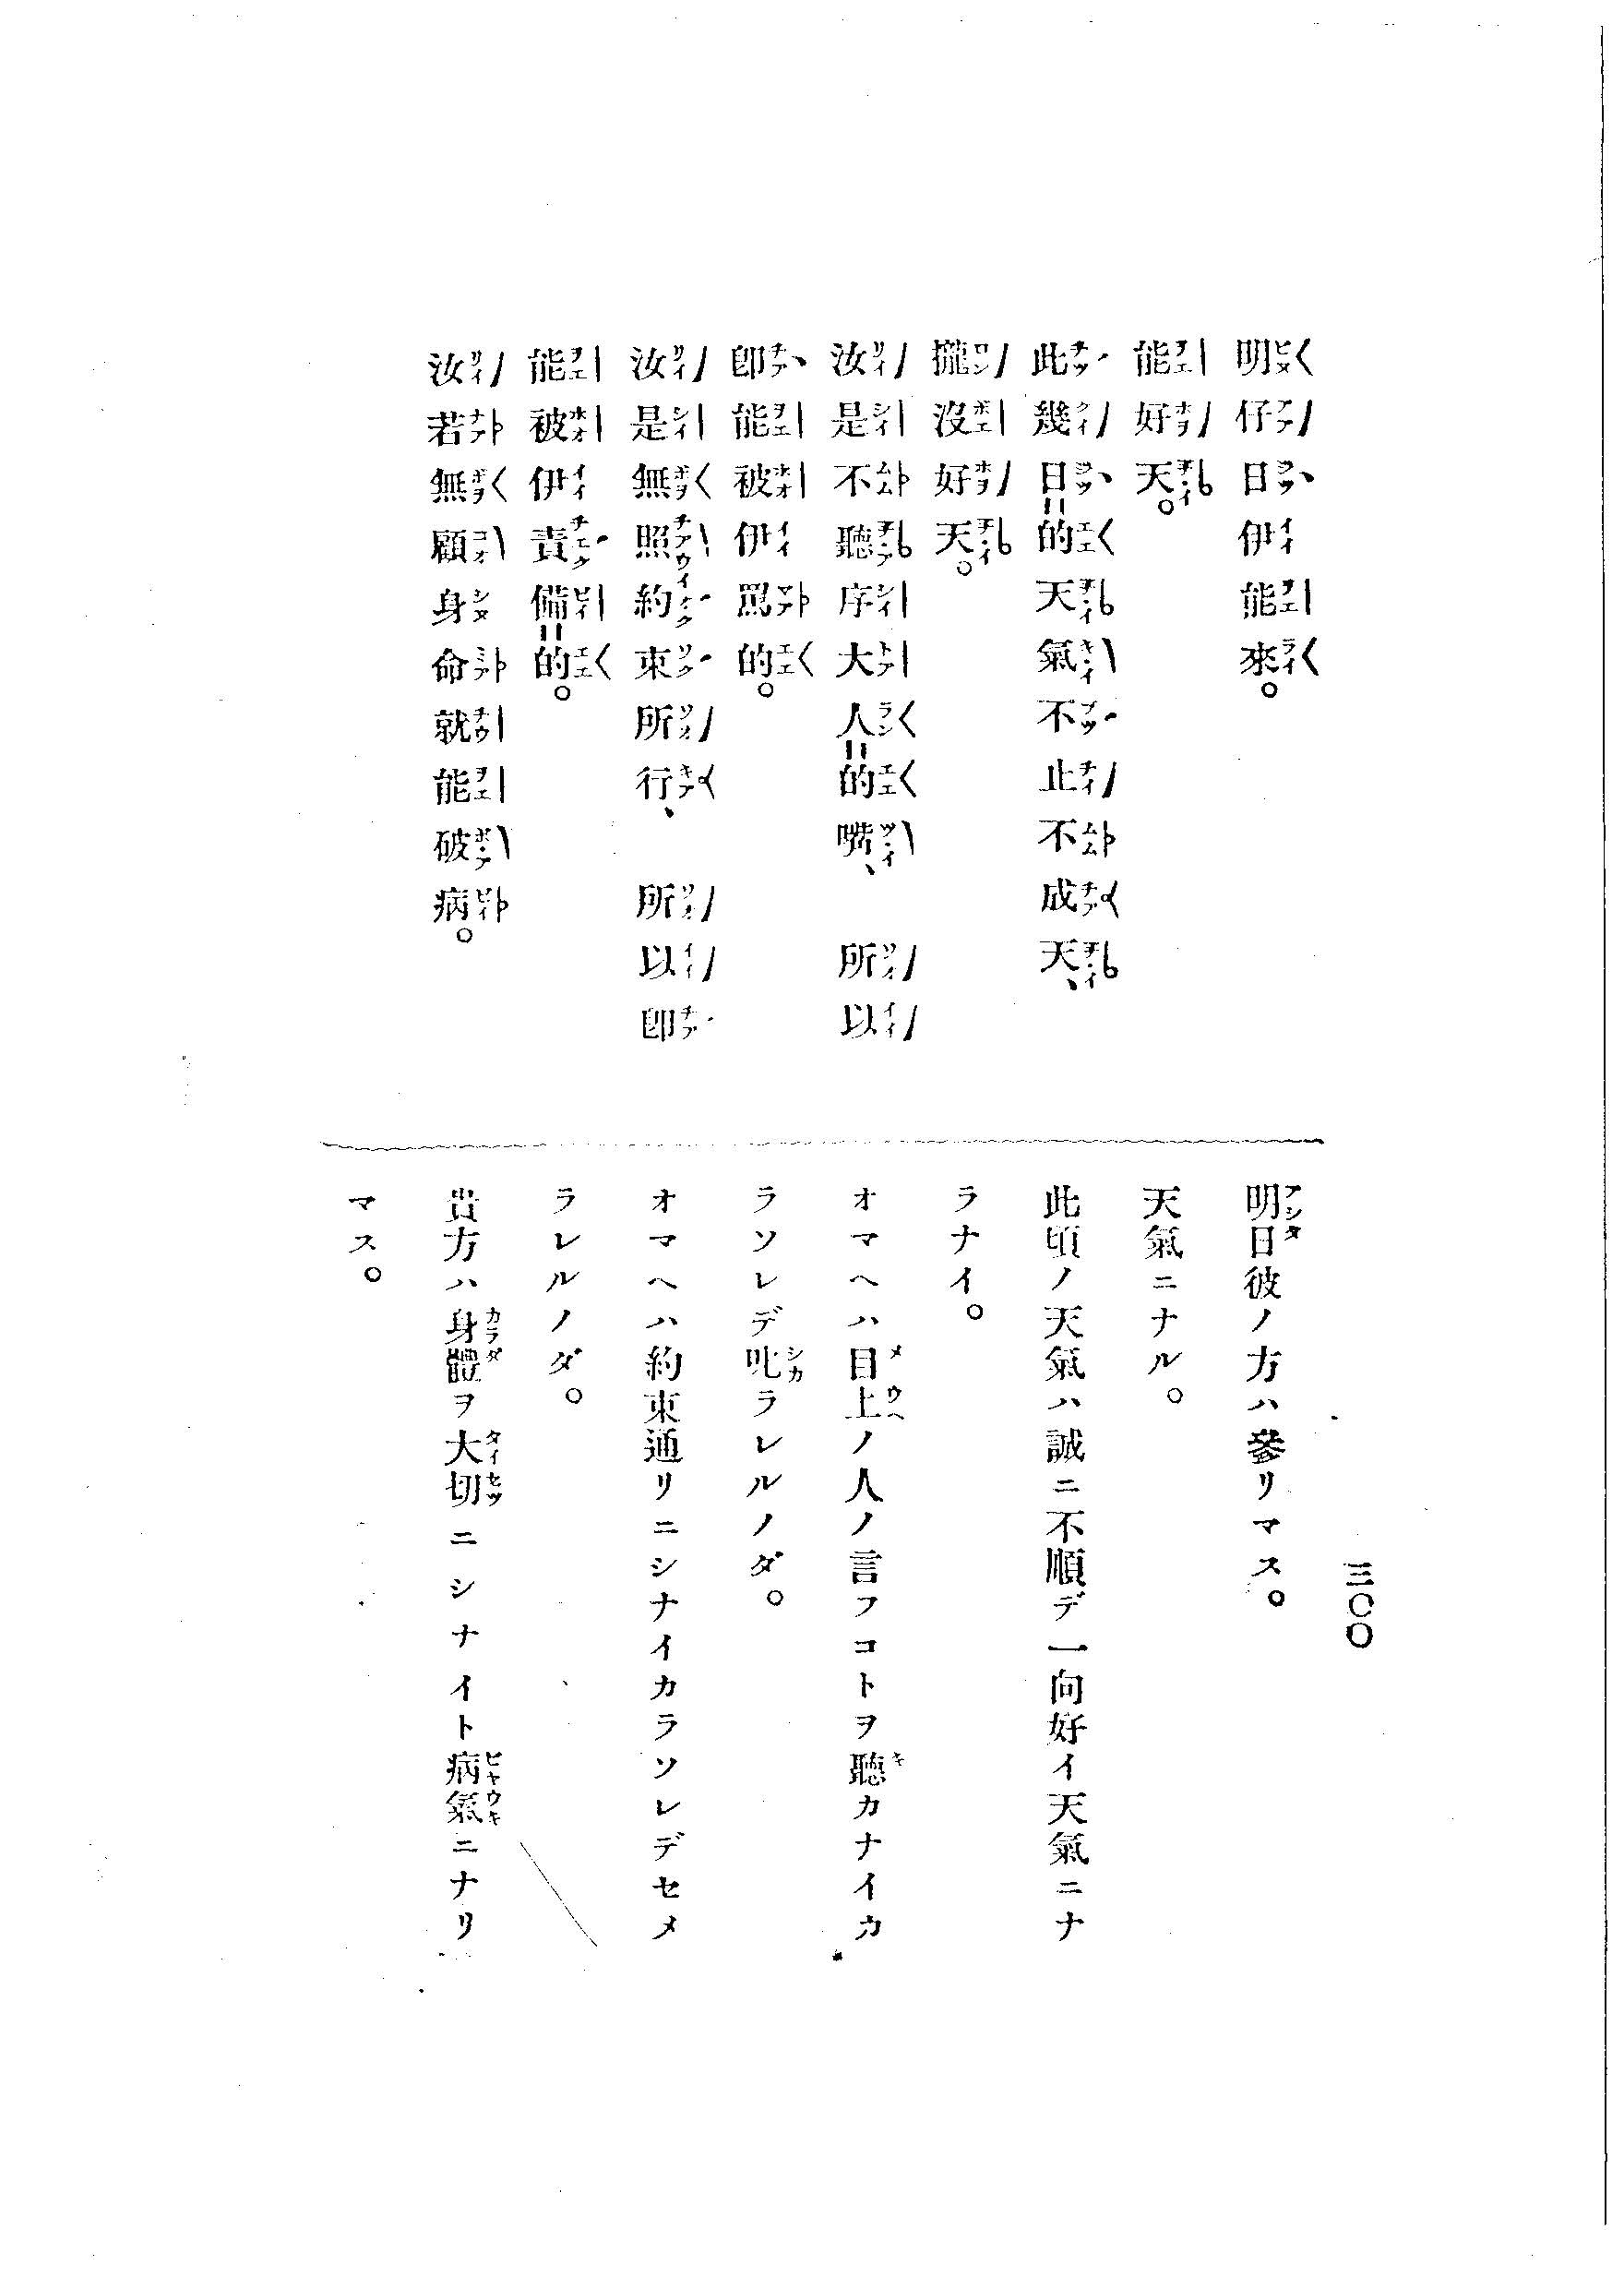 三〇〇
明仔日伊能來。
能好天。
此幾日的天氣不止不成天、
攏沒好天。
汝是不聽序大人的嘴、所以
卽能被伊罵的。
汝是無照約束所行、所以卽
能被伊責備的。
汝若無顧身命就能破病。
明日彼ノ方ハ參リマス。
天氣ニナル。
此頃ノ天氣ハ誠ニ不順デ一向好イ天氣ニナ
ラナイ。
オマヘハ目上ノ人ノ言フコトヲ聽カナイカ
ラソレデ叱ラレルノダ。
オマヘハ約束通リニシナイカラソレデセメ
ラレルノダ。
貴方ハ身體ヲ大切ニシナイト病氣ニナリ
マス。